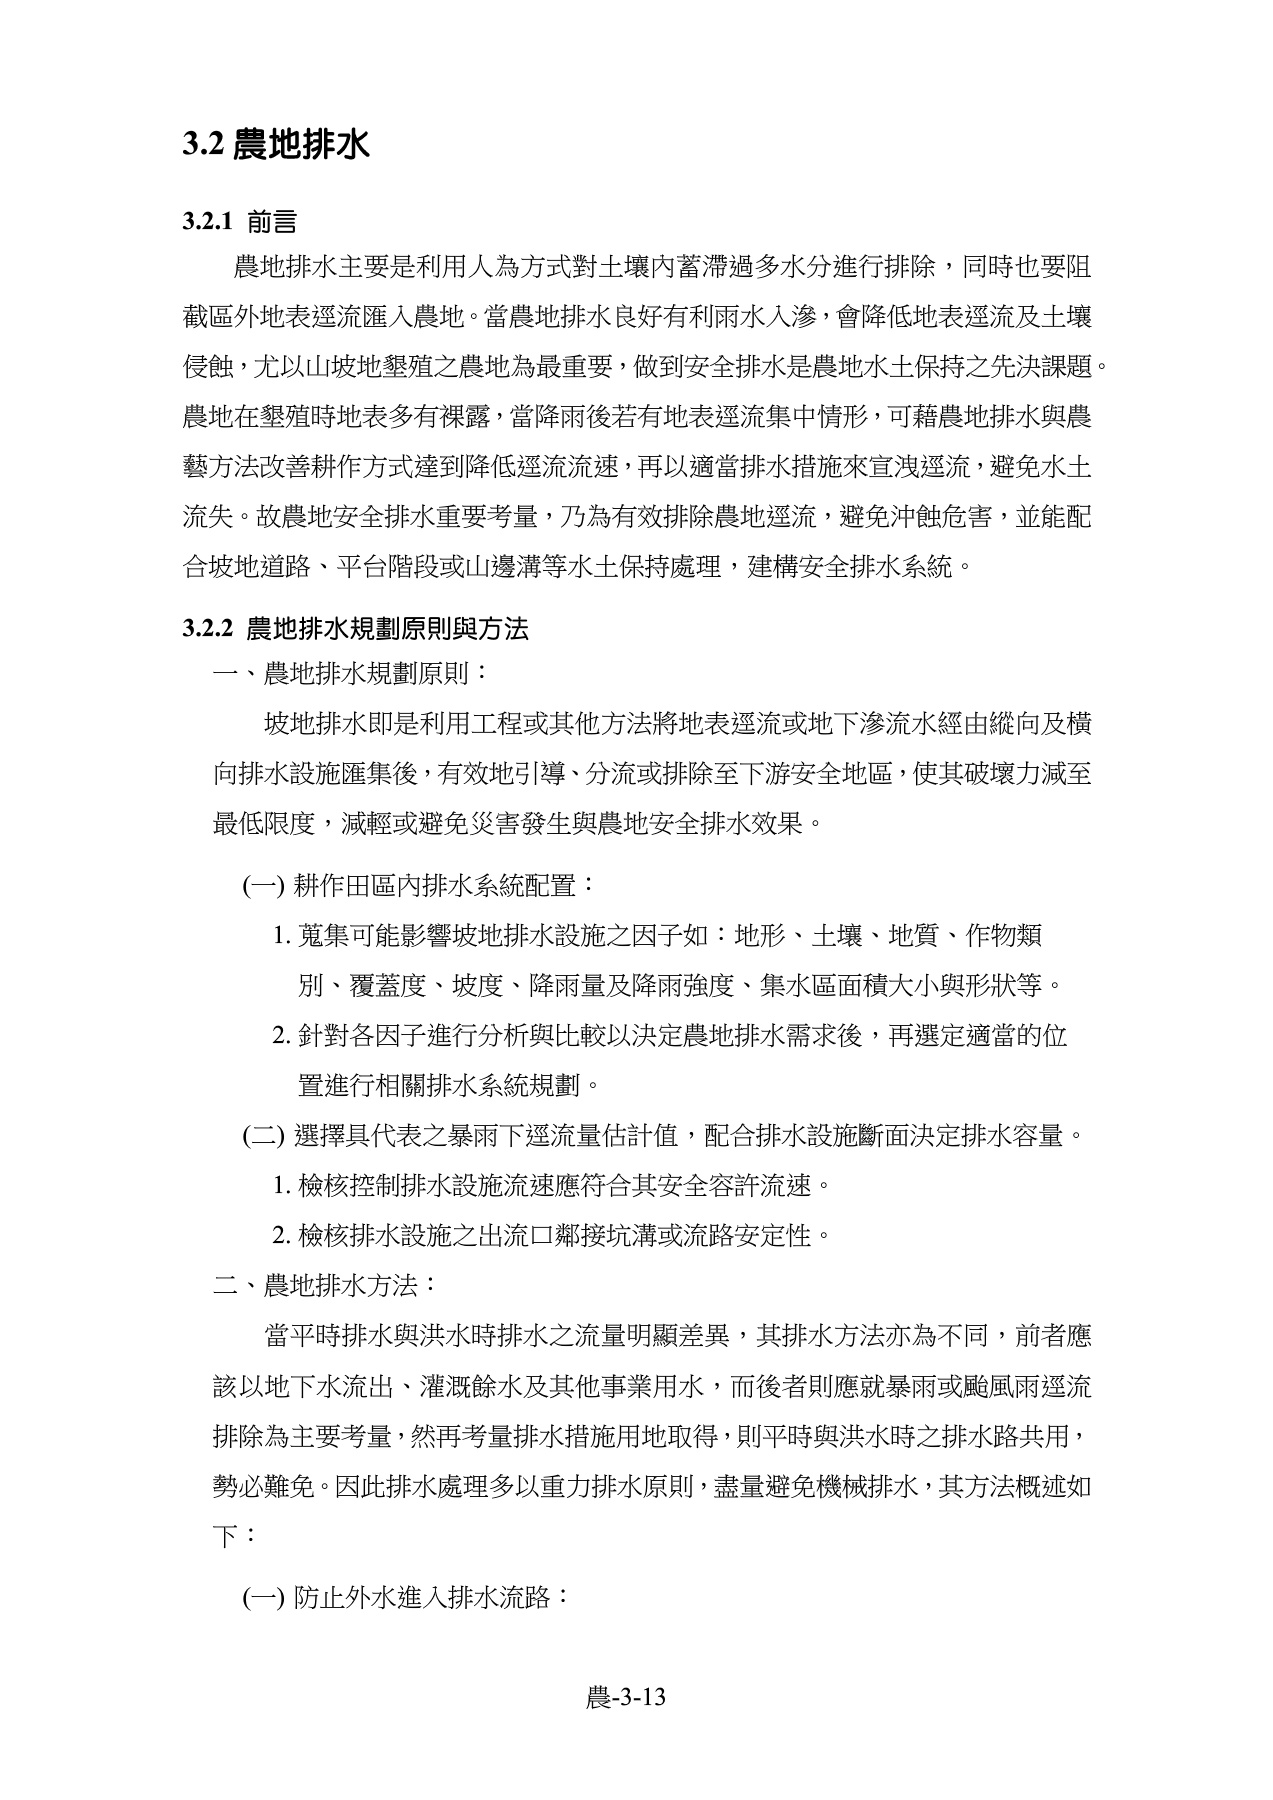 3.2 農地排水
3.2.1 前言
農地排水主要是利用人為方式對土壤內蓄滯過多水分進行排除，同時也要阻
截區外地表逕流匯入農地。當農地排水良好有利雨水入滲，會降低地表逕流及土壤
侵蝕，尤以山坡地墾殖之農地為最重要，做到安全排水是農地水土保持之先決課題。
農地在墾殖時地表多有裸露，當降雨後若有地表逕流集中情形，可藉農地排水與農
藝方法改善耕作方式達到降低逕流流速，再以適當排水措施來宣洩逕流，避免水土
流失。故農地安全排水重要考量，乃為有效排除農地逕流，避免沖蝕危害，並能配
合坡地道路、平台階段或山邊溝等水土保持處理，建構安全排水系統。
3.2.2 農地排水規劃原則與方法
一、農地排水規劃原則：
坡地排水即是利用工程或其他方法將地表逕流或地下滲流水經由縱向及橫
向排水設施匯集後，有效地引導、分流或排除至下游安全地區，使其破壞力減至
最低限度，減輕或避免災害發生與農地安全排水效果。
(一) 耕作田區內排水系統配置：
1. 蒐集可能影響坡地排水設施之因子如：地形、土壤、地質、作物類
別、覆蓋度、坡度、降雨量及降雨強度、集水區面積大小與形狀等。
2. 針對各因子進行分析與比較以決定農地排水需求後，再選定適當的位
置進行相關排水系統規劃。
(二) 選擇具代表之暴雨下逕流量估計值，配合排水設施斷面決定排水容量。
1. 檢核控制排水設施流速應符合其安全容許流速。
2. 檢核排水設施之出流口鄰接坑溝或流路安定性。
二、農地排水方法：
當平時排水與洪水時排水之流量明顯差異，其排水方法亦為不同，前者應
該以地下水流出、灌溉餘水及其他事業用水，而後者則應就暴雨或颱風雨逕流
排除為主要考量，然再考量排水措施用地取得，則平時與洪水時之排水路共用，
勢必難免。因此排水處理多以重力排水原則，盡量避免機械排水，其方法概述如
下：
(一) 防止外水進入排水流路：
農-3-13